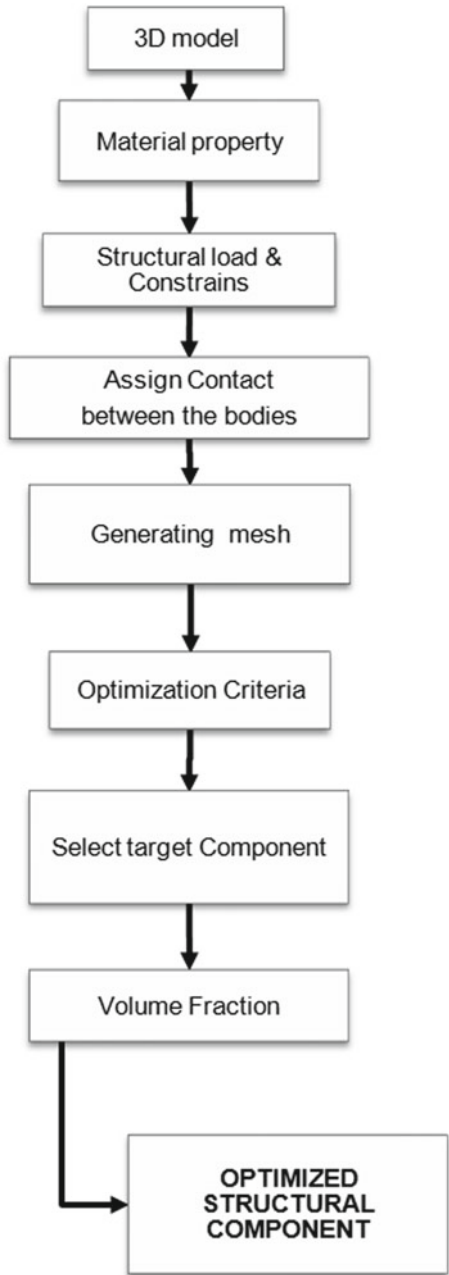 3D model
Material property
Structural load &
Constrains
Assign Contact
between the bodies
Generating mesh
Optimization Criteria
Select target Component
Volume Fraction
OPTIMIZED
STRUCTURAL
COMPONENT